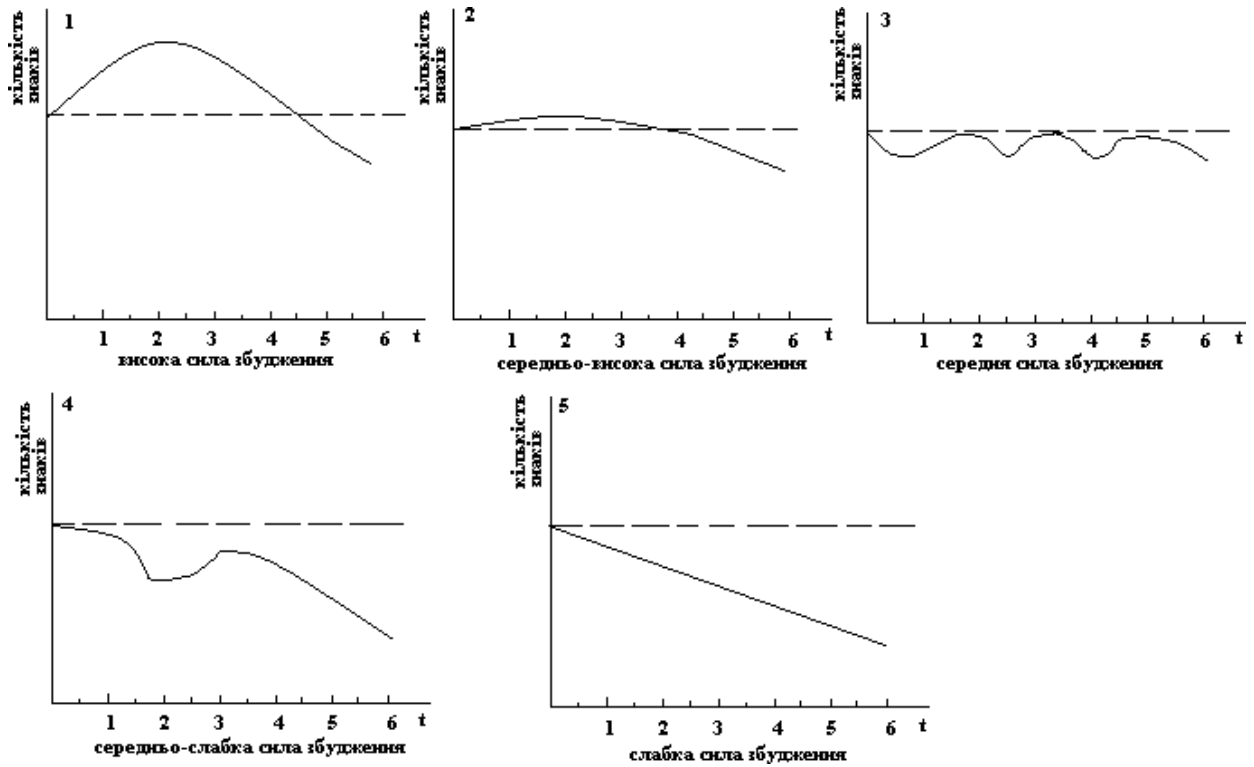 1
кількість
знаків
1 2 3 4 5 6 t
висока сила збудження
2
кількість
знаків
1 2 3 4 5 6 t
середньо-висока сила збудження
3
кількість
знаків
1 2 3 4 5 6 t
середня сила збудження
4
кількість
знаків
1 2 3 4 5 6 t
середньо-слабка сила збудження
5
кількість
знаків
1 2 3 4 5 6 t
слабка сила збудження